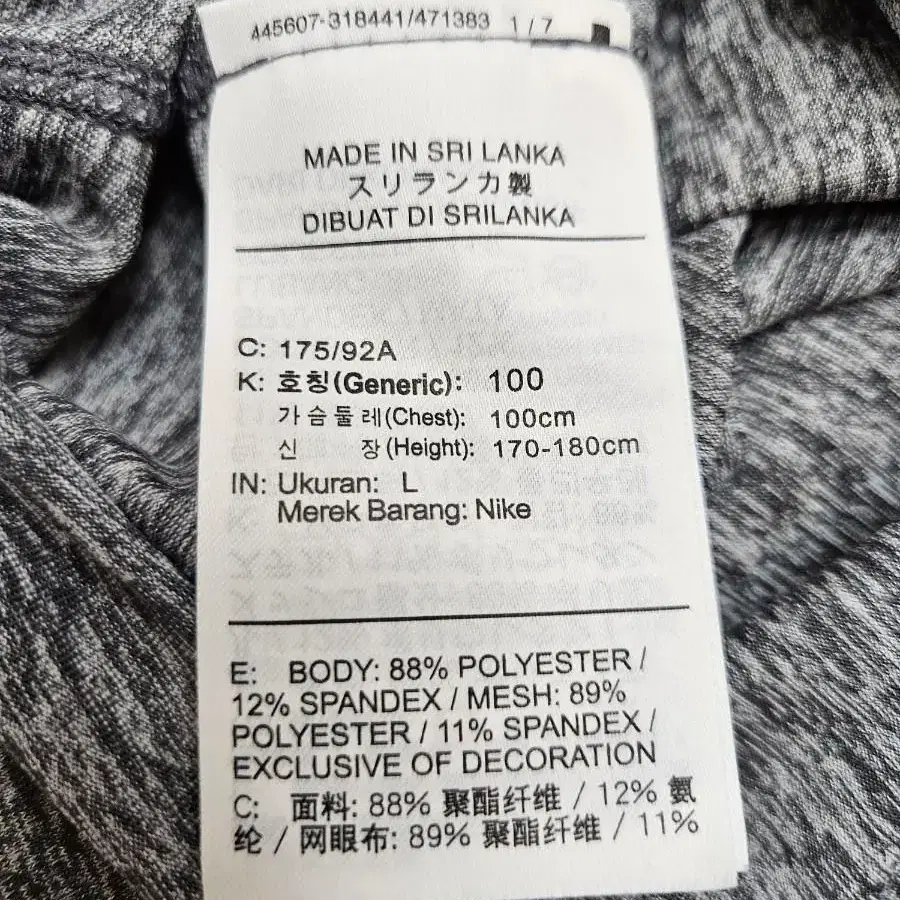 445607-318441/471383 1 / 7
MADE IN SRI LANKA
スリランカ製
DIBUAT DI SRILANKA
C: 175/92A
K: 호칭(Generic): 100
가슴둘레(Chest): 100cm
신 장(Height): 170-180cm
IN: Ukuran: L
Merek Barang: Nike
E: BODY: 88% POLYESTER /
12% SPANDEX / MESH: 89%
POLYESTER / 11% SPANDEX /
EXCLUSIVE OF DECORATION
C: 面料: 88% 聚酯纤维 / 12% 氨
纶 / 网眼布: 89% 聚酯纤维 / 11%